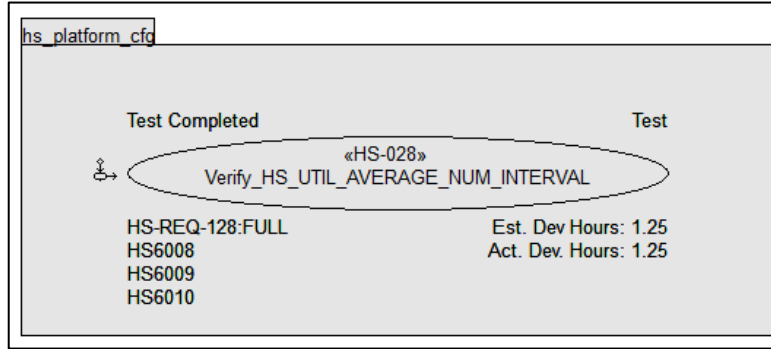 hs_platform_cfg
Test Completed Test
«HS-028»
Verify_HS_UTIL_AVERAGE_NUM_INTERVAL
HS-REQ-128:FULL Est. Dev Hours: 1.25
HS6008 Act. Dev. Hours: 1.25
HS6009
HS6010